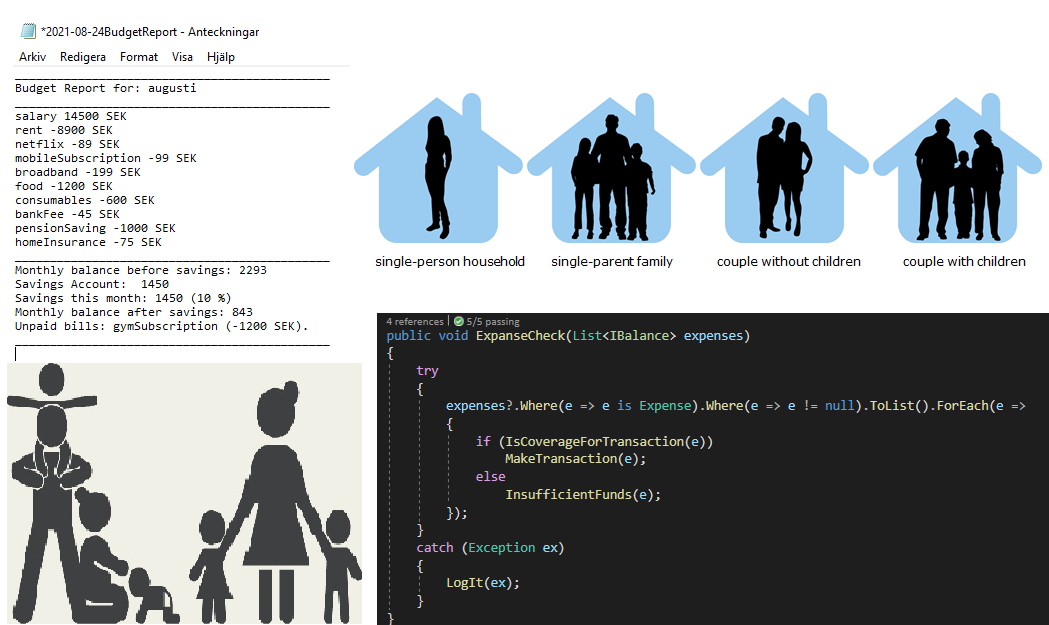 *2021-08-24BudgetReport - Anteckningar
Arkiv Redigera Format Visa Hjälp
Budget Report for: augusti
salary 14500 SEK
rent -8900 SEK
netflix -89 SEK
mobileSubscription -99 SEK
broadband -199 SEK
food -1200 SEK
consumables -600 SEK
bankFee -45 SEK
pensionSaving -1000 SEK
homeInsurance -75 SEK
Monthly balance before savings: 2293
Savings Account:  1450
Savings this month: 1450 (10 %)
Monthly balance after savings: 843
Unpaid bills: gymSubscription (-1200 SEK).
single-person household
single-parent family
couple without children
couple with children
4 references | 5/5 passing
public void ExpanseCheck(List<IBalance> expenses)
{
try
{
expenses?.Where(e => e is Expense).Where(e => e != null).ToList().ForEach(e =>
{
if (IsCoverageForTransaction(e))
MakeTransaction(e);
else
InsufficientFunds(e);
});
}
catch (Exception ex)
{
LogIt(ex);
}
}